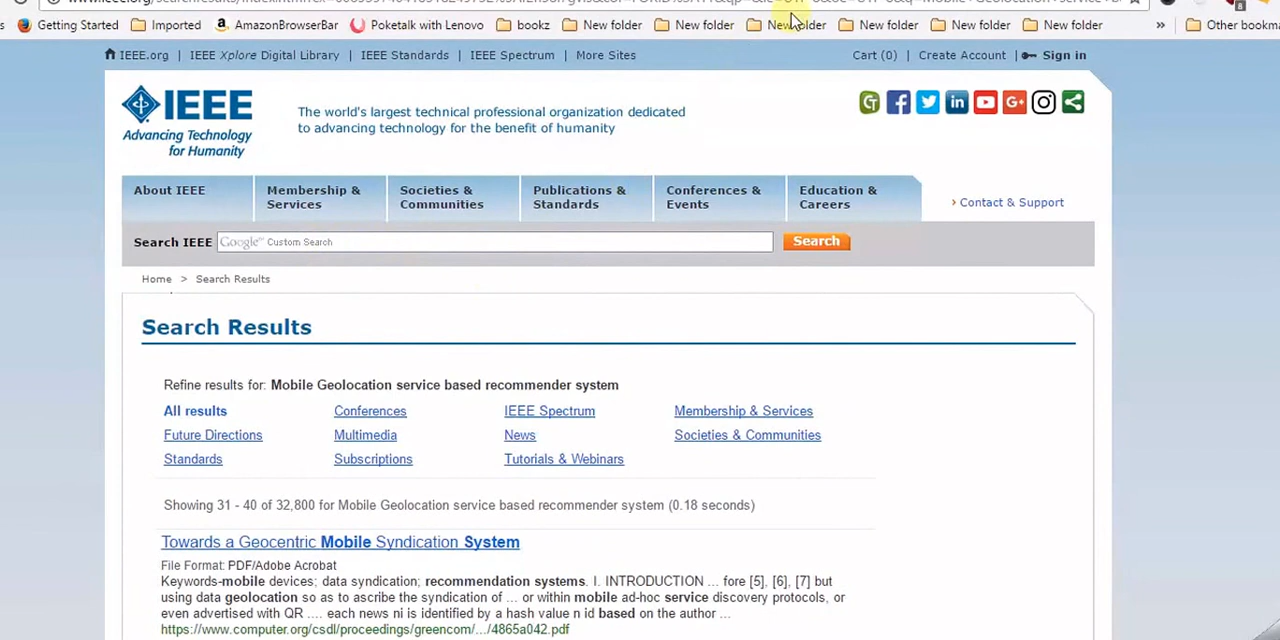 Getting Started Imported AmazonBrowserBar Poketalk with Lenovo bookz New folder New folder New folder New folder New folder New folder » Other bookma
IEEE.org | IEEE Xplore Digital Library | IEEE Standards | IEEE Spectrum | More Sites Cart (0) | Create Account | Sign in
IEEE
Advancing Technology
for Humanity
The world's largest technical professional organization dedicated
to advancing technology for the benefit of humanity
About IEEE
Membership &
Services
Societies &
Communities
Publications &
Standards
Conferences &
Events
Education &
Careers
› Contact & Support
Search IEEE Google™ Custom Search Search
Home > Search Results
Search Results
Refine results for: Mobile Geolocation service based recommender system
All results Conferences IEEE Spectrum Membership & Services
Future Directions Multimedia News Societies & Communities
Standards Subscriptions Tutorials & Webinars
Showing 31 - 40 of 32,800 for Mobile Geolocation service based recommender system (0.18 seconds)
Towards a Geocentric Mobile Syndication System
File Format: PDF/Adobe Acrobat
Keywords-mobile devices; data syndication; recommendation systems. I. INTRODUCTION ... fore [5], [6], [7] but
using data geolocation so as to ascribe the syndication of ... or within mobile ad-hoc service discovery protocols, or
even advertised with QR .... each news ni is identified by a hash value n id based on the author ...
https://www.computer.org/csdl/proceedings/greencom/.../4865a042.pdf